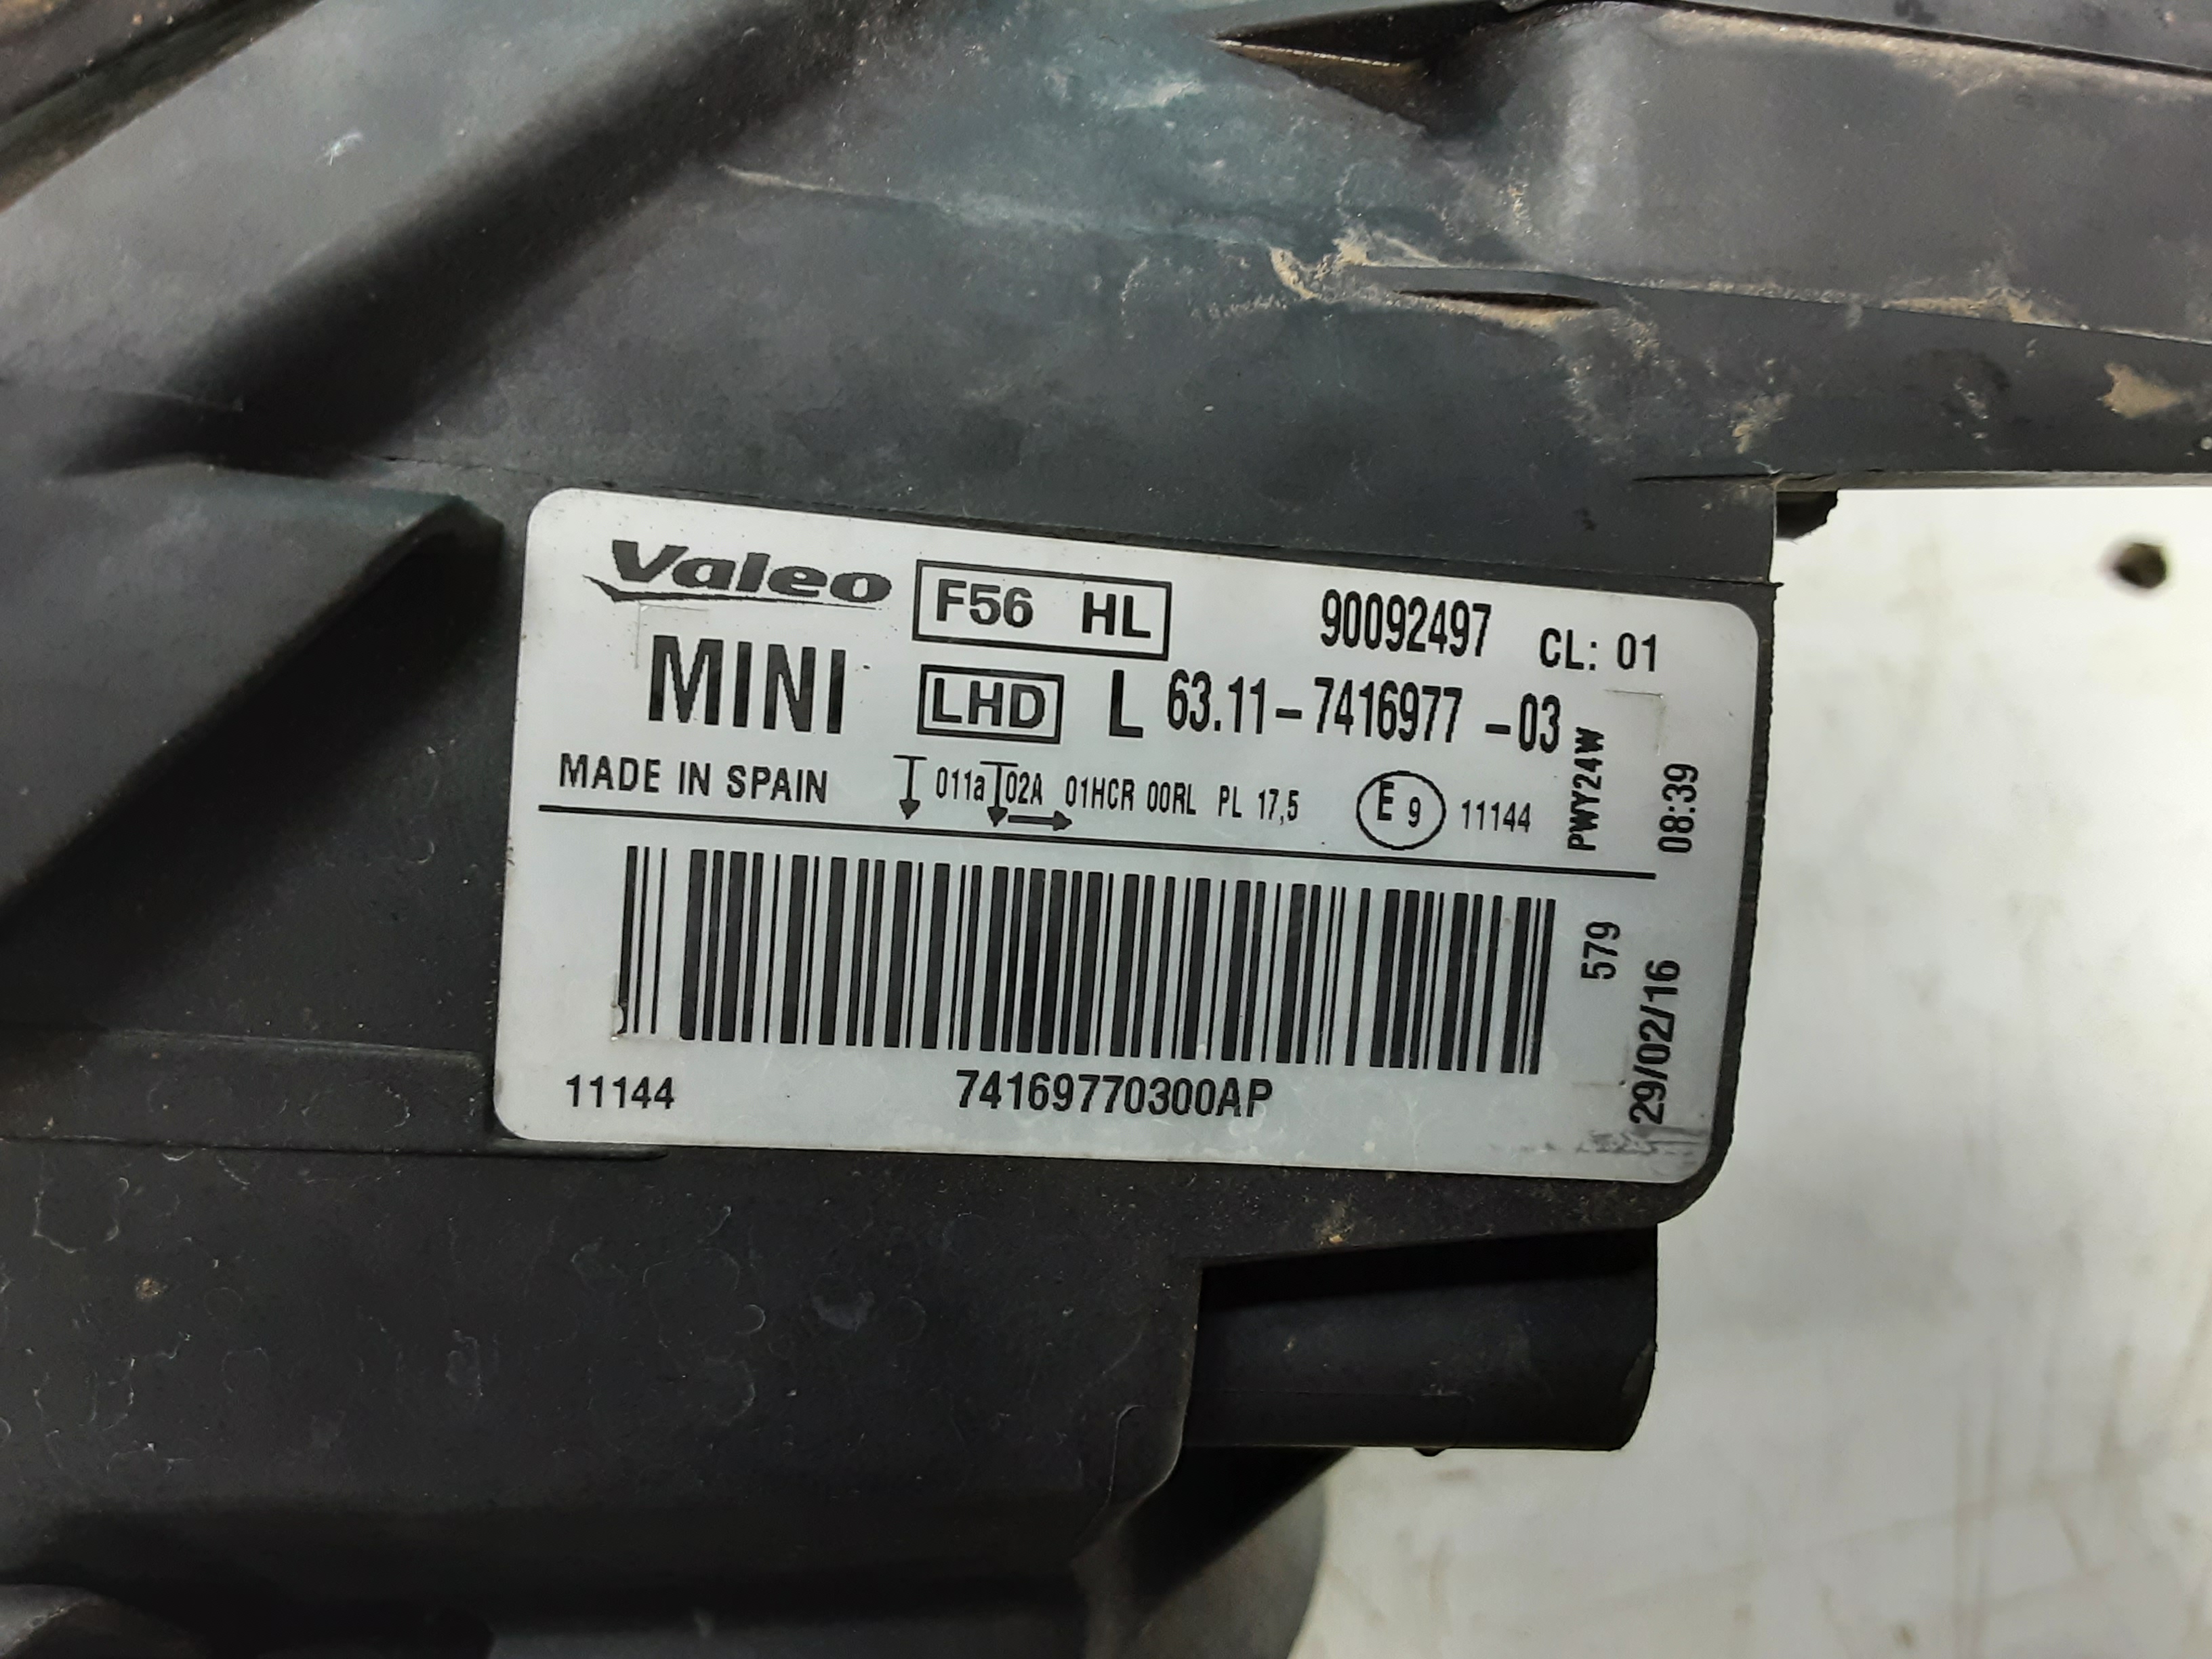 Valeo F56 HL 90092497 CL: 01
MINI LHD L 63.11-7416977-03
MADE IN SPAIN 011a 02A 01HCR 00RL PL 17,5 E9 11144
PWY24W
08:39
579
29/02/16
11144 74169770300AP